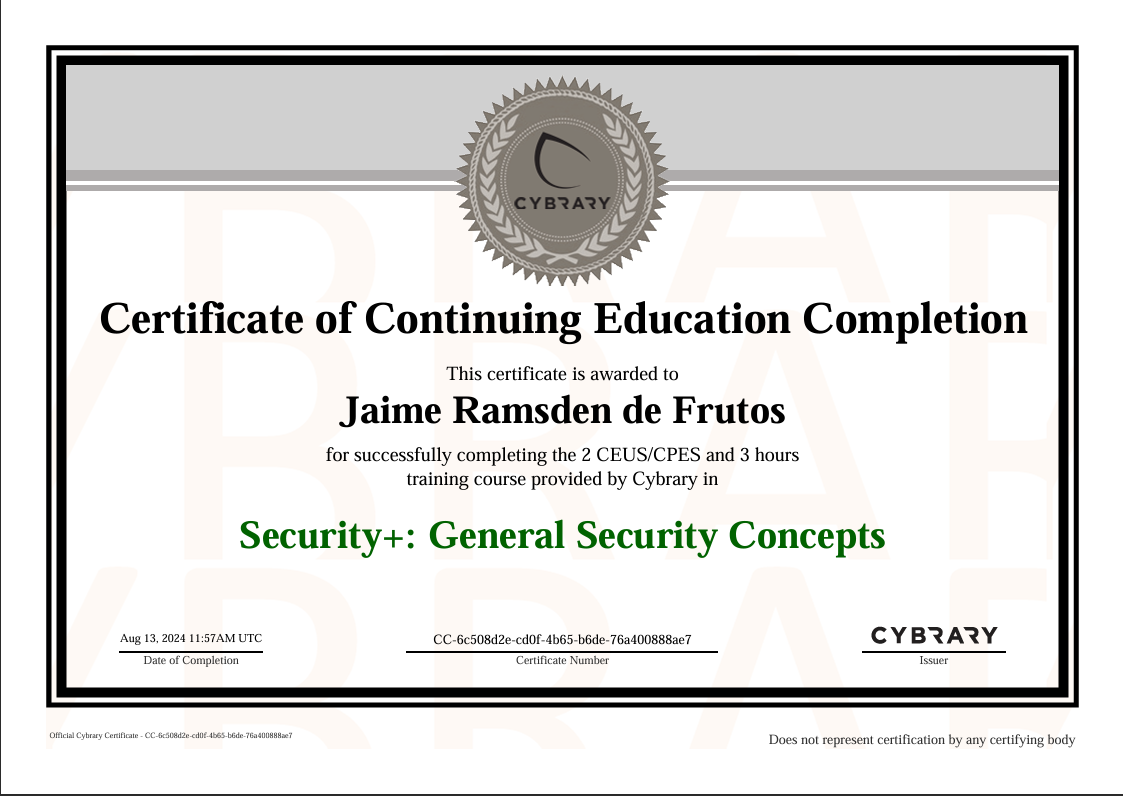 CYBRARY
Certificate of Continuing Education Completion
This certificate is awarded to
Jaime Ramsden de Frutos
for successfully completing the 2 CEUS/CPES and 3 hours
training course provided by Cybrary in
Security+: General Security Concepts
Aug 13, 2024 11:57AM UTC
Date of Completion
CC-6c508d2e-cd0f-4b65-b6de-76a400888ae7
Certificate Number
CYBRARY
Issuer
Official Cybrary Certificate - CC-6c508d2e-cd0f-4b65-b6de-76a400888ae7
Does not represent certification by any certifying body